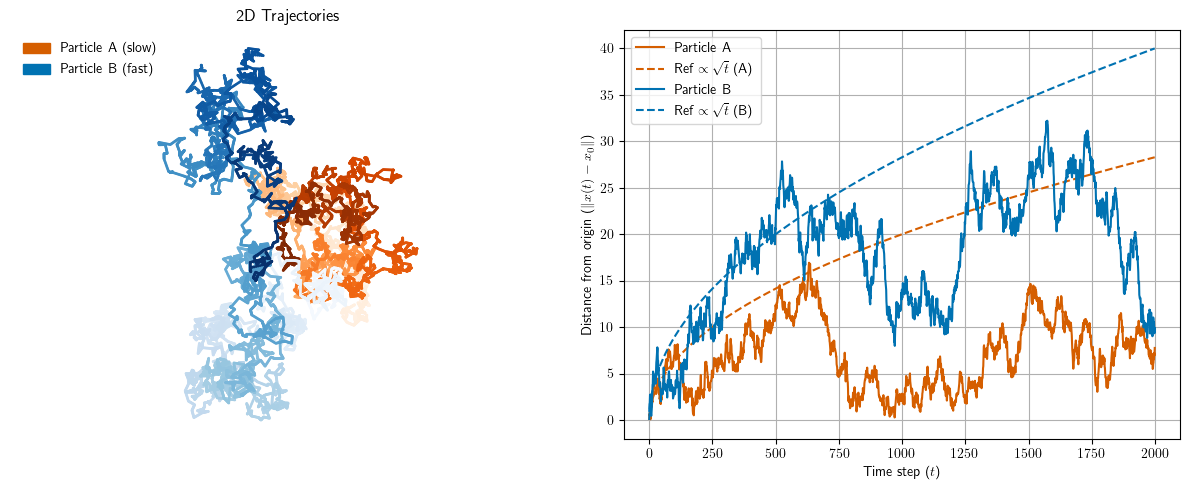 2D Trajectories
Particle A (slow)
Particle B (fast)
Particle A
Ref ∝ √t (A)
Particle B
Ref ∝ √t (B)
Distance from origin (‖x(t) − x₀‖)
40
35
30
25
20
15
10
5
0
0 250 500 750 1000 1250 1500 1750 2000
Time step (t)